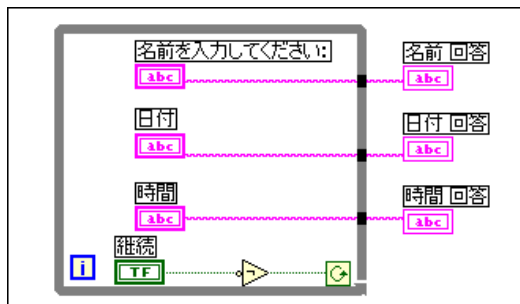 名前を入力してください:
abc
名前 回答
abc
日付
abc
日付 回答
abc
時間
abc
時間 回答
abc
継続
TF
i